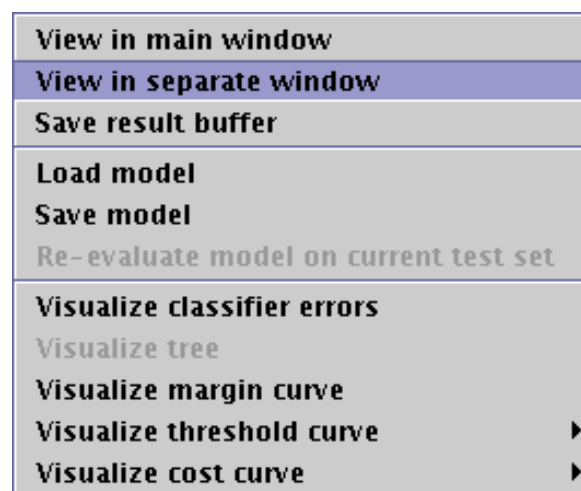 View in main window
View in separate window
Save result buffer
Load model
Save model
Re-evaluate model on current test set
Visualize classifier errors
Visualize tree
Visualize margin curve
Visualize threshold curve
Visualize cost curve